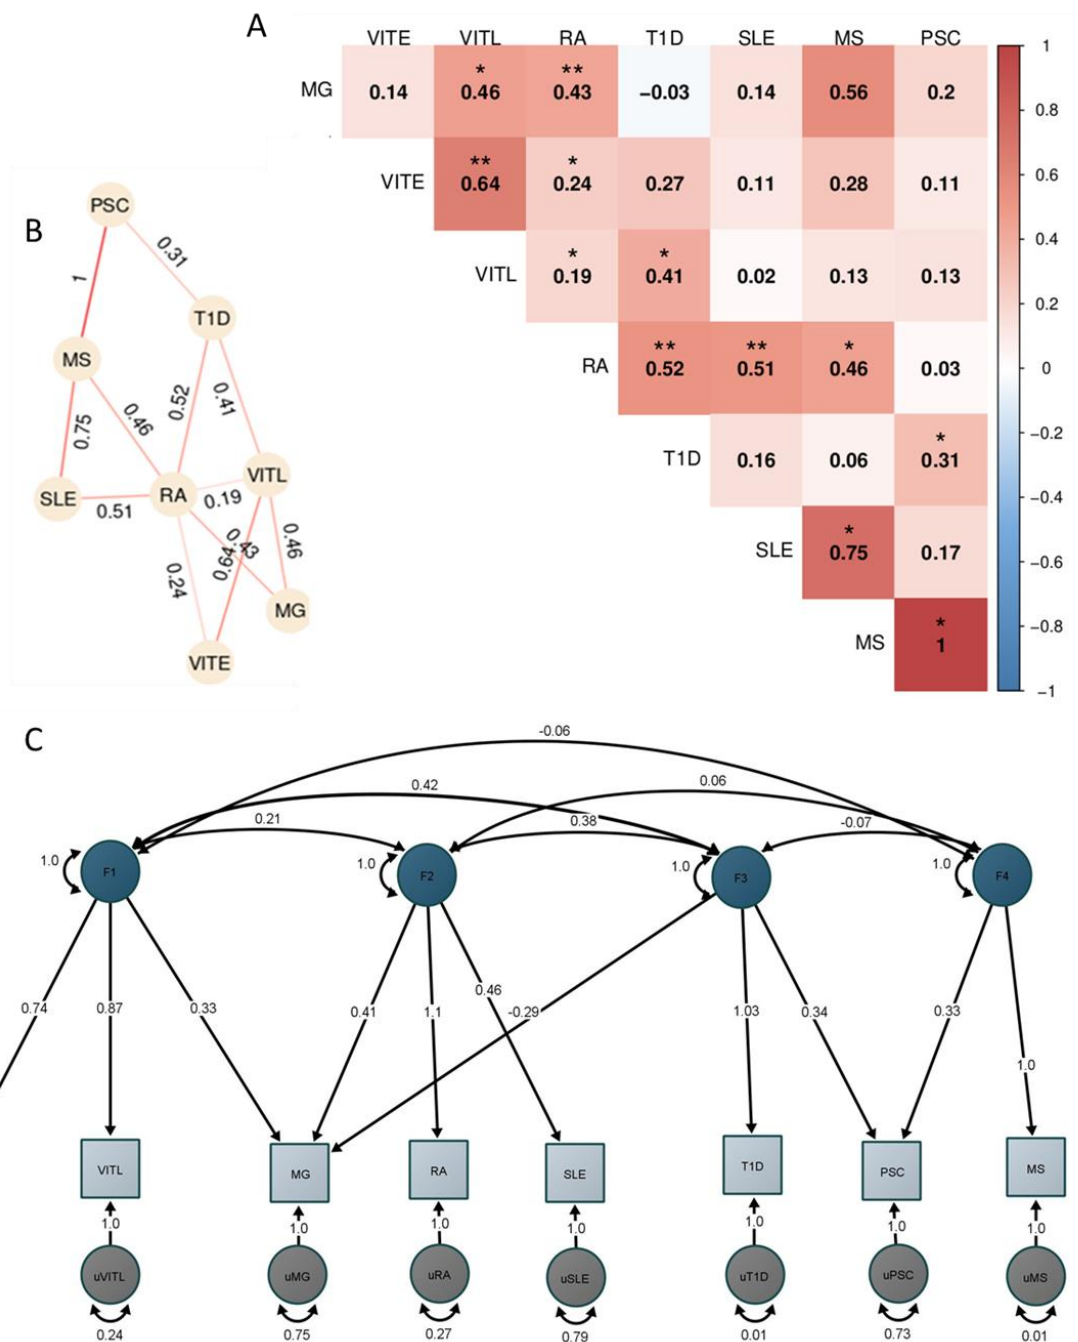 A
VITE VITL RA T1D SLE MS PSC
MG 0.14 * 0.46 ** 0.43 −0.03 0.14 0.56 0.2
VITE ** 0.64 * 0.24 0.27 0.11 0.28 0.11
VITL * 0.19 * 0.41 0.02 0.13 0.13
RA ** 0.52 ** 0.51 * 0.46 0.03
T1D 0.16 0.06 * 0.31
SLE * 0.75 0.17
MS * 1
1
0.8
0.6
0.4
0.2
0
−0.2
−0.4
−0.6
−0.8
−1
B
PSC
0.31
1
T1D
MS
0.52
0.41
0.46
0.75
VITL
SLE
RA
0.19
0.51
0.43
0.46
0.64
0.24
MG
VITE
C
-0.06
0.42
0.06
0.21
0.38
-0.07
1.0 F1 1.0 F2 1.0 F3 1.0 F4
0.74 0.87 0.33 0.41 1.1 0.46 -0.29 1.03 0.34 0.33 1.0
VITL MG RA SLE T1D PSC MS
1.0 1.0 1.0 1.0 1.0 1.0 1.0
uVITL uMG uRA uSLE uT1D uPSC uMS
0.24 0.75 0.27 0.79 0.01 0.73 0.01